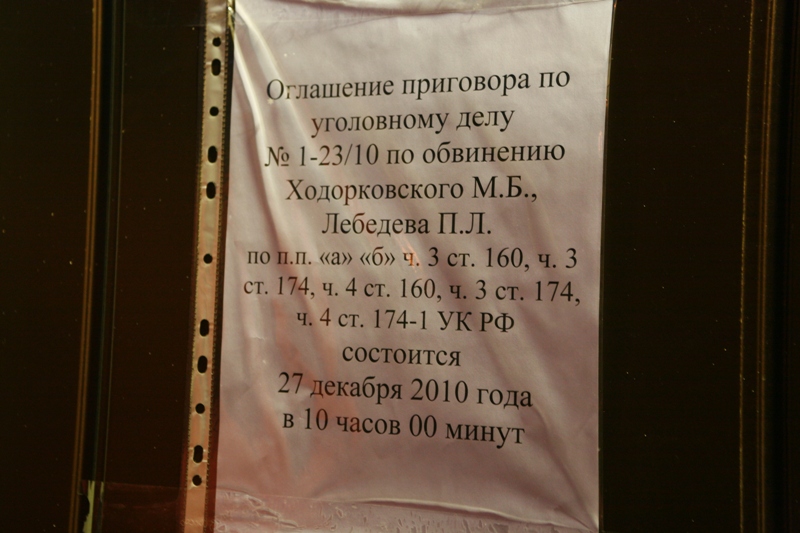 Оглашение приговора по
уголовному делу
№ 1-23/10 по обвинению
Ходорковского М.Б.,
Лебедева П.Л.
по п.п. «а» «б» ч. 3 ст. 160, ч. 3
ст. 174, ч. 4 ст. 160, ч. 3 ст. 174,
ч. 4 ст. 174-1 УК РФ
состоится
27 декабря 2010 года
в 10 часов 00 минут